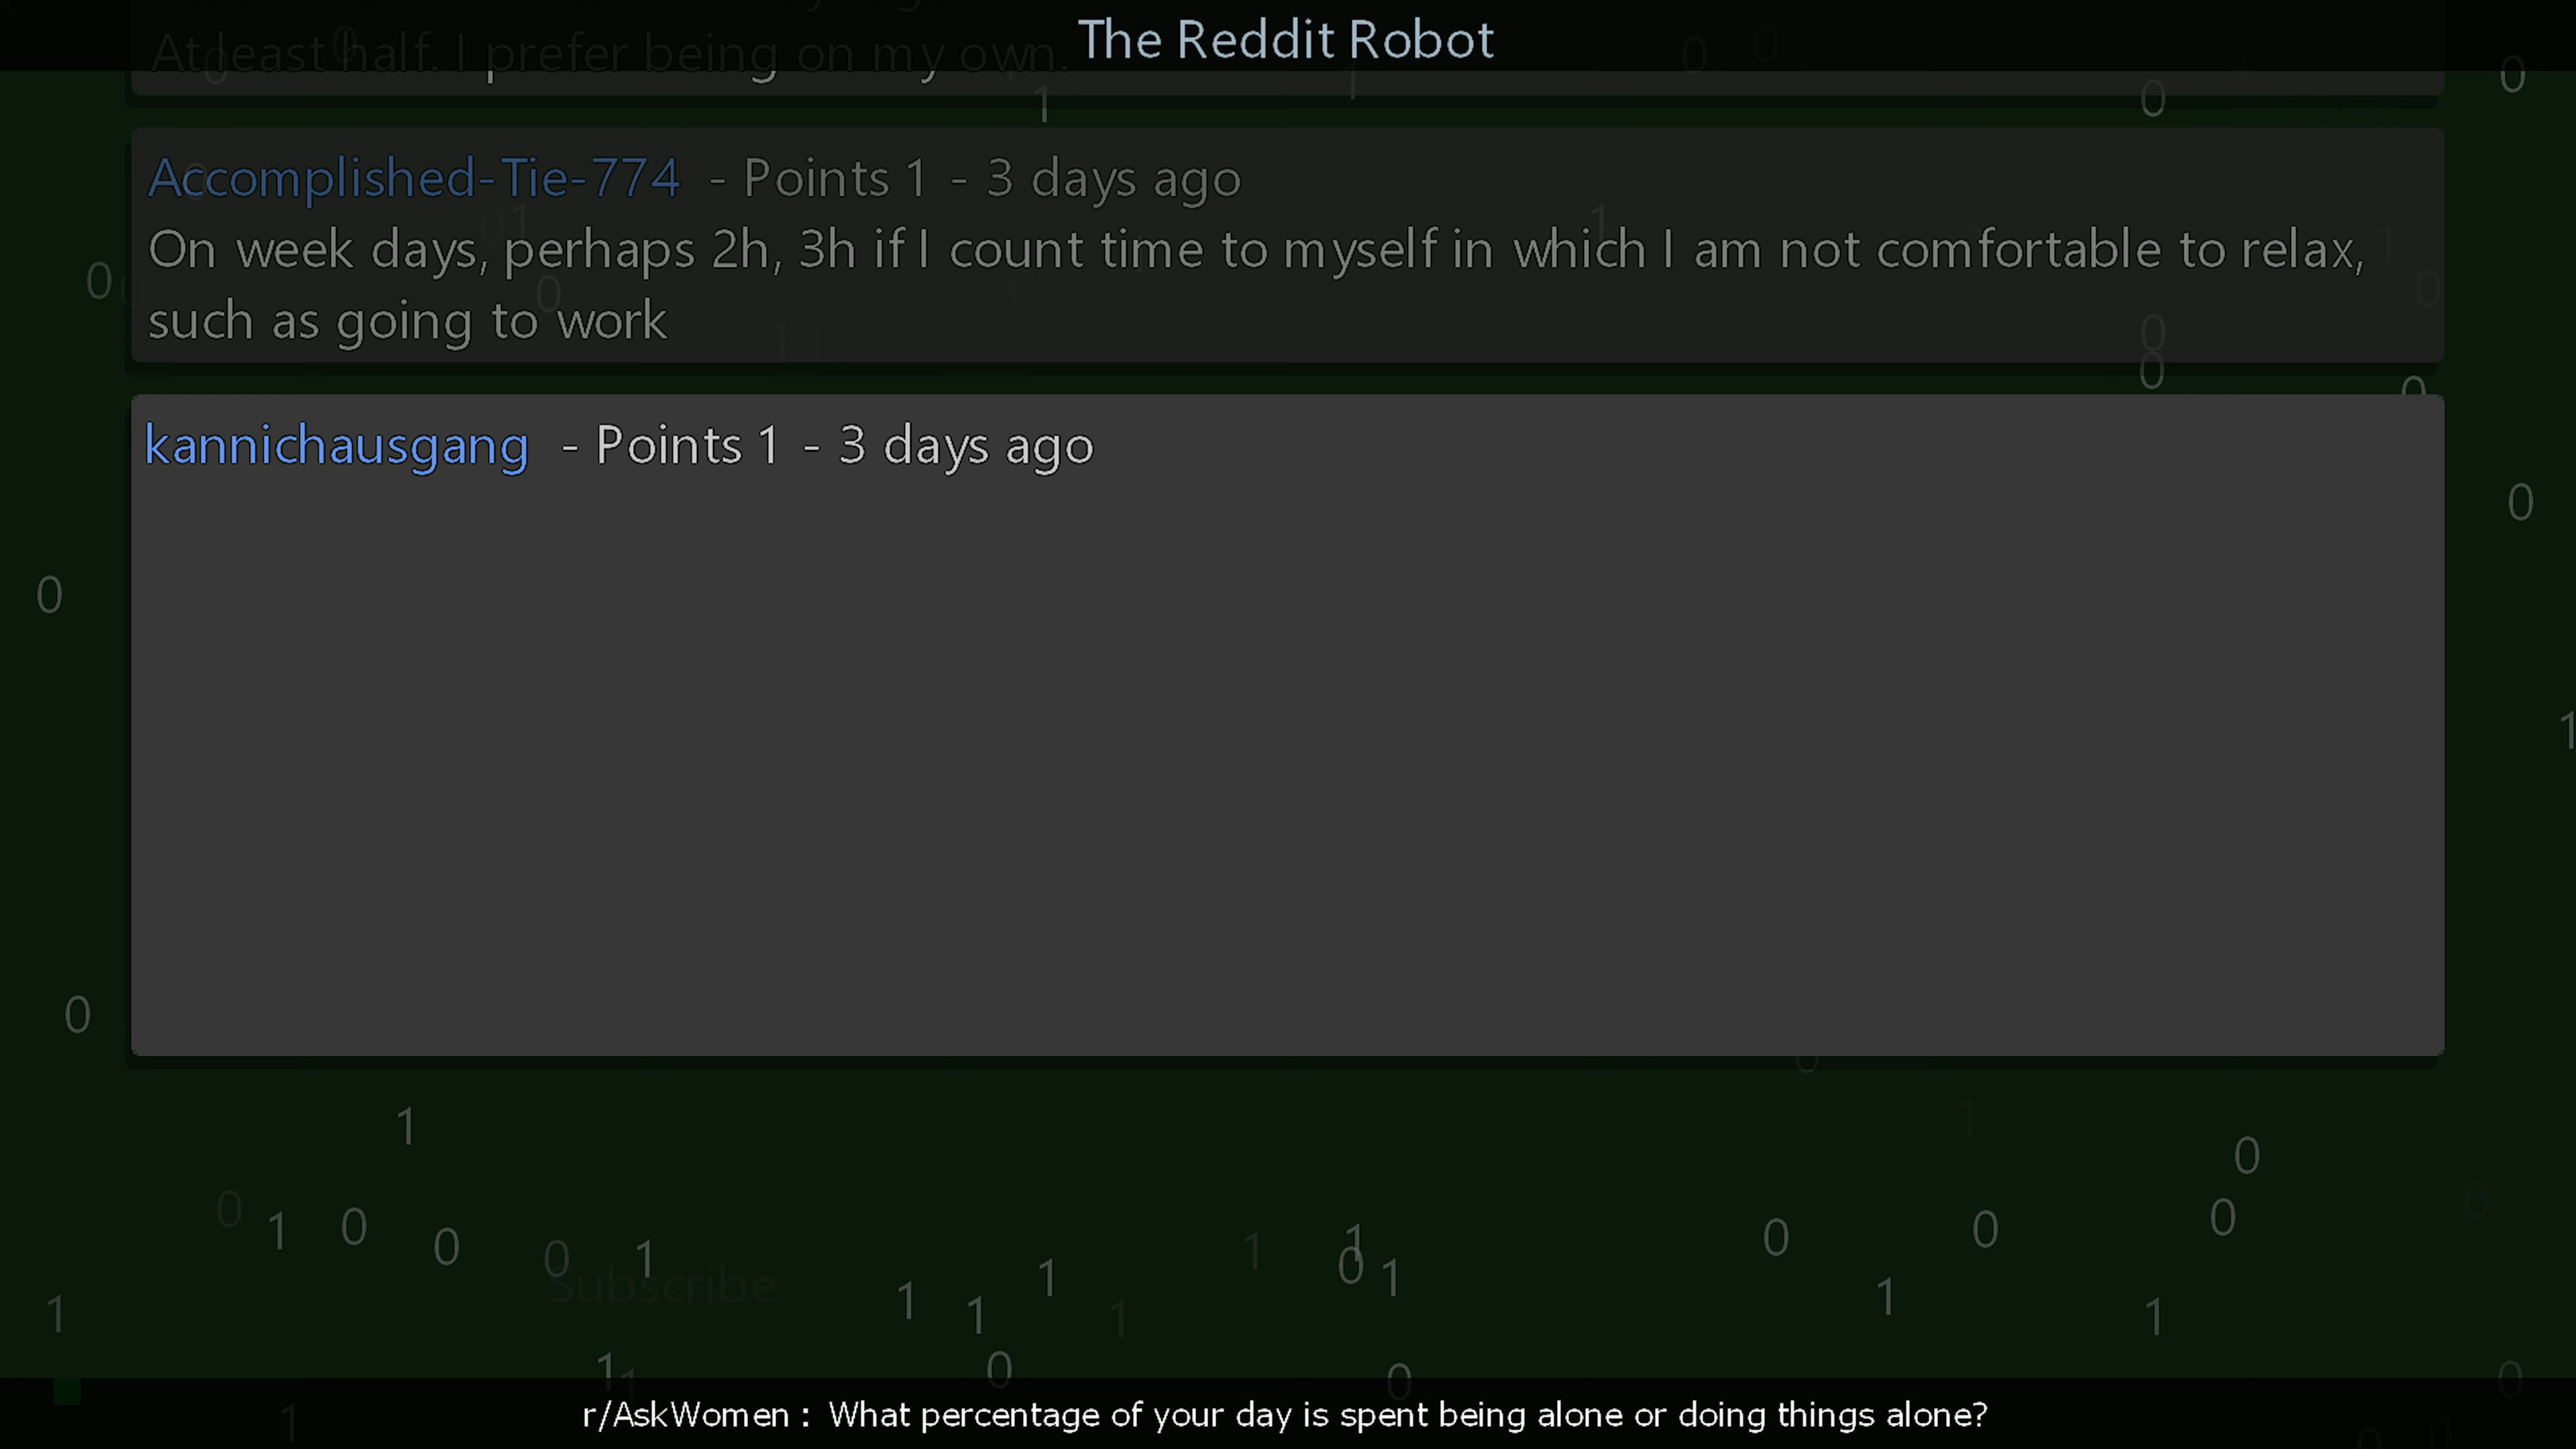 The Reddit Robot
At least half. I prefer being on my own.
Accomplished-Tie-774 - Points 1 - 3 days ago
On week days, perhaps 2h, 3h if I count time to myself in which I am not comfortable to relax,
such as going to work
kannichausgang - Points 1 - 3 days ago
Subscribe
r/AskWomen : What percentage of your day is spent being alone or doing things alone?